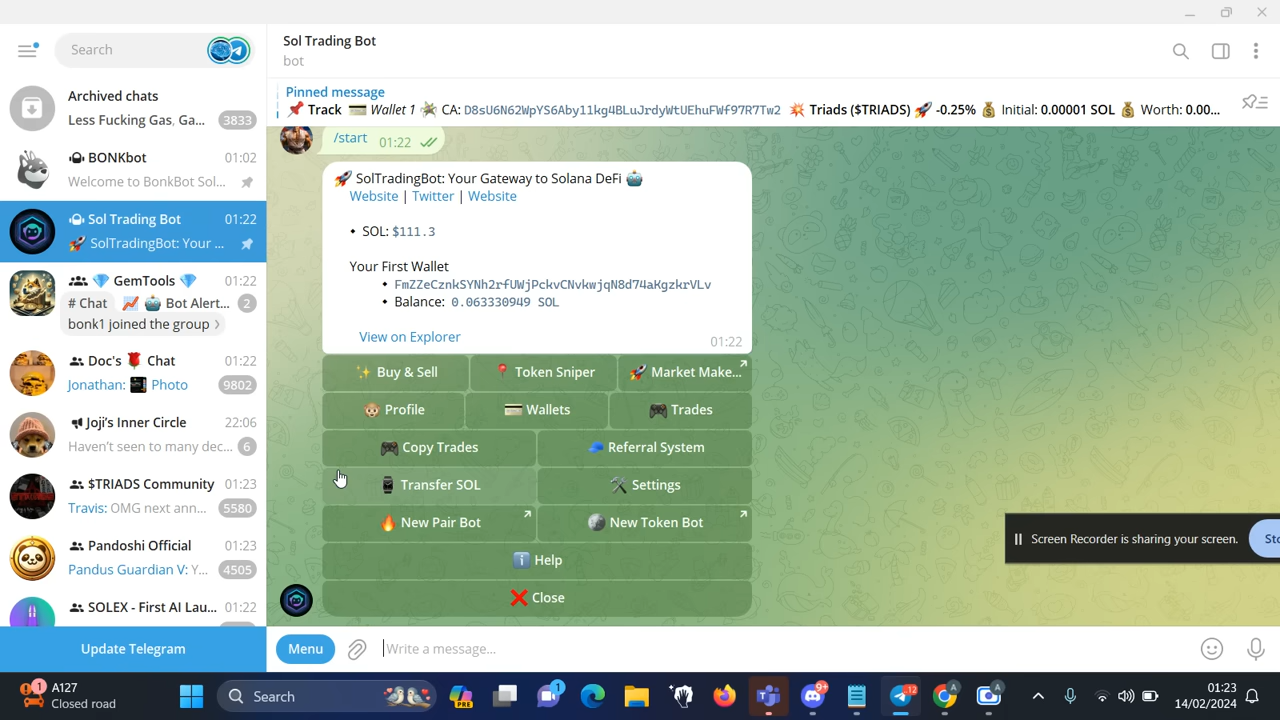 Search
Archived chats
Less Fucking Gas, Ga... 3833
BONKbot 01:02
Welcome to BonkBot Sol...
Sol Trading Bot 01:22
🚀 SolTradingBot: Your ...
💎 GemTools 💎 01:22
# Chat 📈 🤖 Bot Alert... 2
bonk1 joined the group
Doc's 🌹 Chat 01:22
Jonathan: Photo 9802
Joji's Inner Circle 22:06
Haven't seen to many dec... 6
$TRIADS Community 01:23
Travis: OMG next ann... 5580
Pandoshi Official 01:23
Pandus Guardian V: Y... 4505
SOLEX - First AI Lau... 01:22
Update Telegram
Sol Trading Bot
bot
Pinned message
📌 Track 💳 Wallet 1 CA: D8sU6N62WpYS6Aby11kg4BLuJrdyWtUEhuFWf97R7Tw2 💥 Triads ($TRIADS) 🚀 -0.25% 💰 Initial: 0.00001 SOL 💰 Worth: 0.00...
/start 01:22
🚀 SolTradingBot: Your Gateway to Solana DeFi 🤖
Website | Twitter | Website
• SOL: $111.3
Your First Wallet
• FmZZeCznkSYNh2rfUWjPckvCNvkwjqN8d74aKgzkrVLv
• Balance: 0.063330949 SOL
View on Explorer
01:22
✨ Buy & Sell
📍 Token Sniper
🚀 Market Make...
🐵 Profile
💳 Wallets
🎮 Trades
🎮 Copy Trades
🧢 Referral System
Transfer SOL
🛠 Settings
🔥 New Pair Bot
New Token Bot
ℹ️ Help
❌ Close
Menu
Write a message...
Screen Recorder is sharing your screen.
Sto
1
A127
Closed road
Search
PRE
1
9+
12
A
A
01:23
14/02/2024